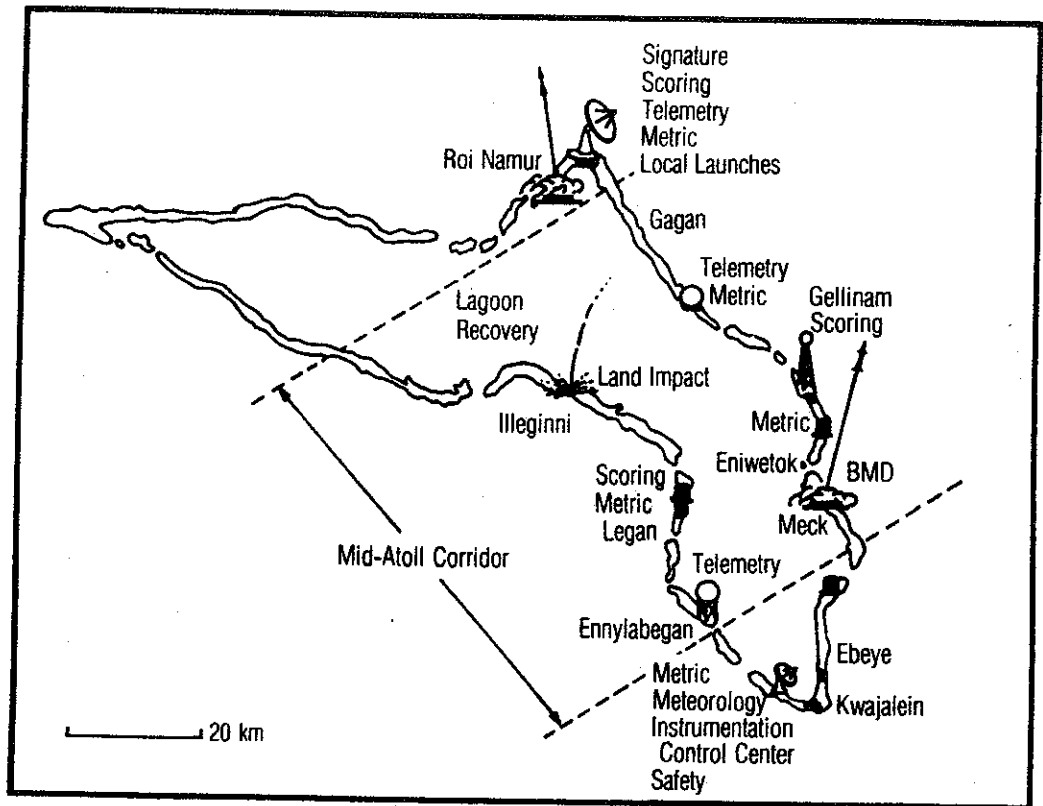 Signature
Scoring
Telemetry
Metric
Local Launches
Roi Namur
Gagan
Telemetry
Metric
Gellinam
Scoring
Lagoon
Recovery
Land Impact
Illeginni
Metric
Eniwetok
BMD
Meck
Scoring
Metric
Legan
Mid-Atoll Corridor
Telemetry
Ennylabegan
Ebeye
Kwajalein
Metric
Meteorology
Instrumentation
Control Center
Safety
20 km